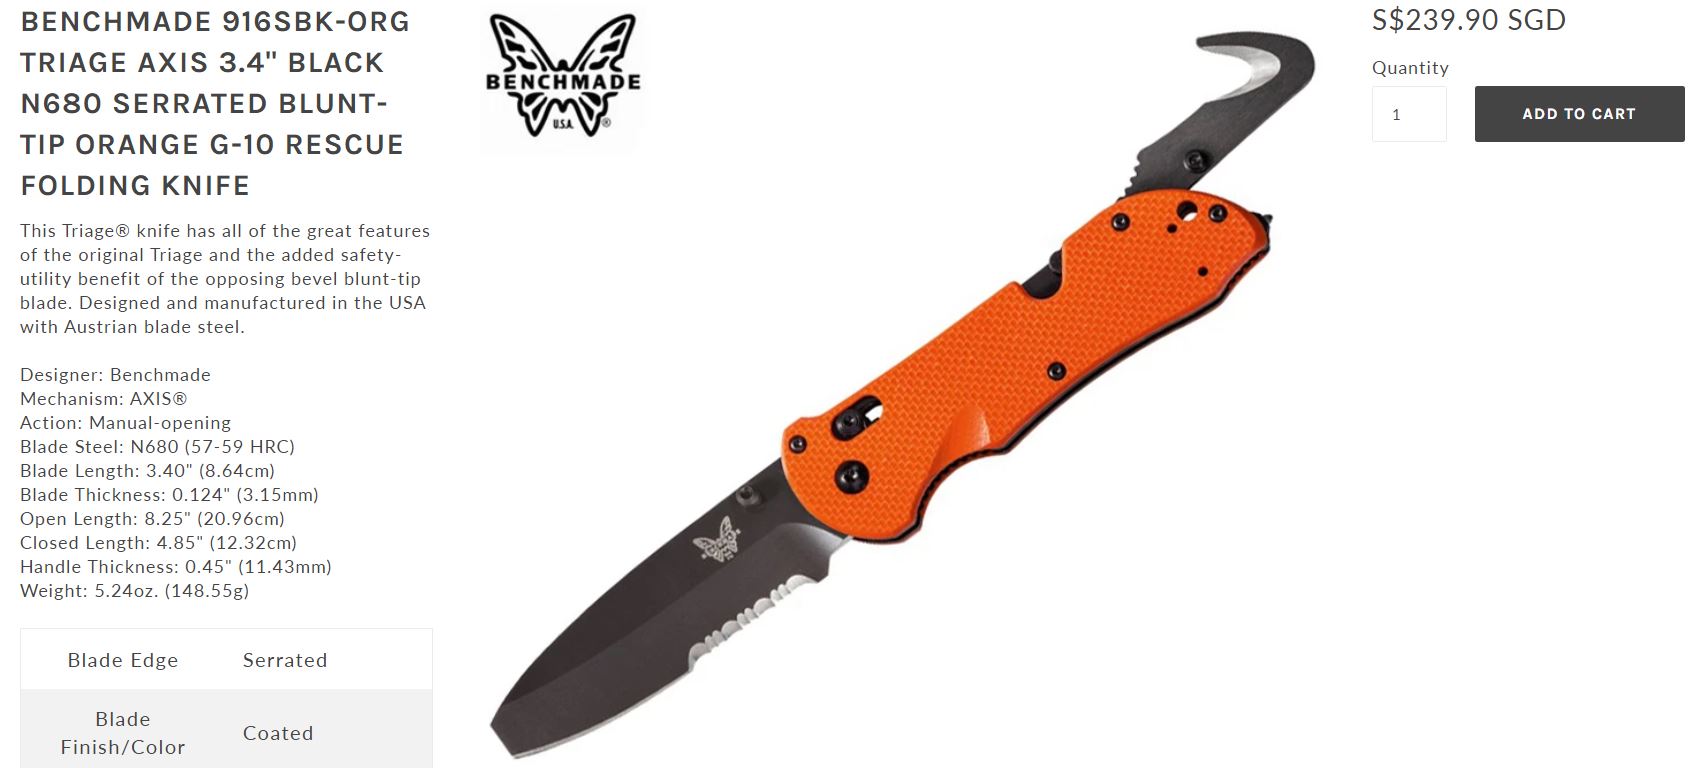 BENCHMADE 916SBK-ORG
TRIAGE AXIS 3.4" BLACK
N680 SERRATED BLUNT-
TIP ORANGE G-10 RESCUE
FOLDING KNIFE
This Triage® knife has all of the great features
of the original Triage and the added safety-
utility benefit of the opposing bevel blunt-tip
blade. Designed and manufactured in the USA
with Austrian blade steel.
Designer: Benchmade
Mechanism: AXIS®
Action: Manual-opening
Blade Steel: N680 (57-59 HRC)
Blade Length: 3.40" (8.64cm)
Blade Thickness: 0.124" (3.15mm)
Open Length: 8.25" (20.96cm)
Closed Length: 4.85" (12.32cm)
Handle Thickness: 0.45" (11.43mm)
Weight: 5.24oz. (148.55g)
Blade Edge Serrated
Blade
Finish/Color Coated
BENCHMADE
U.S.A. ®
S$239.90 SGD
Quantity
1 ADD TO CART